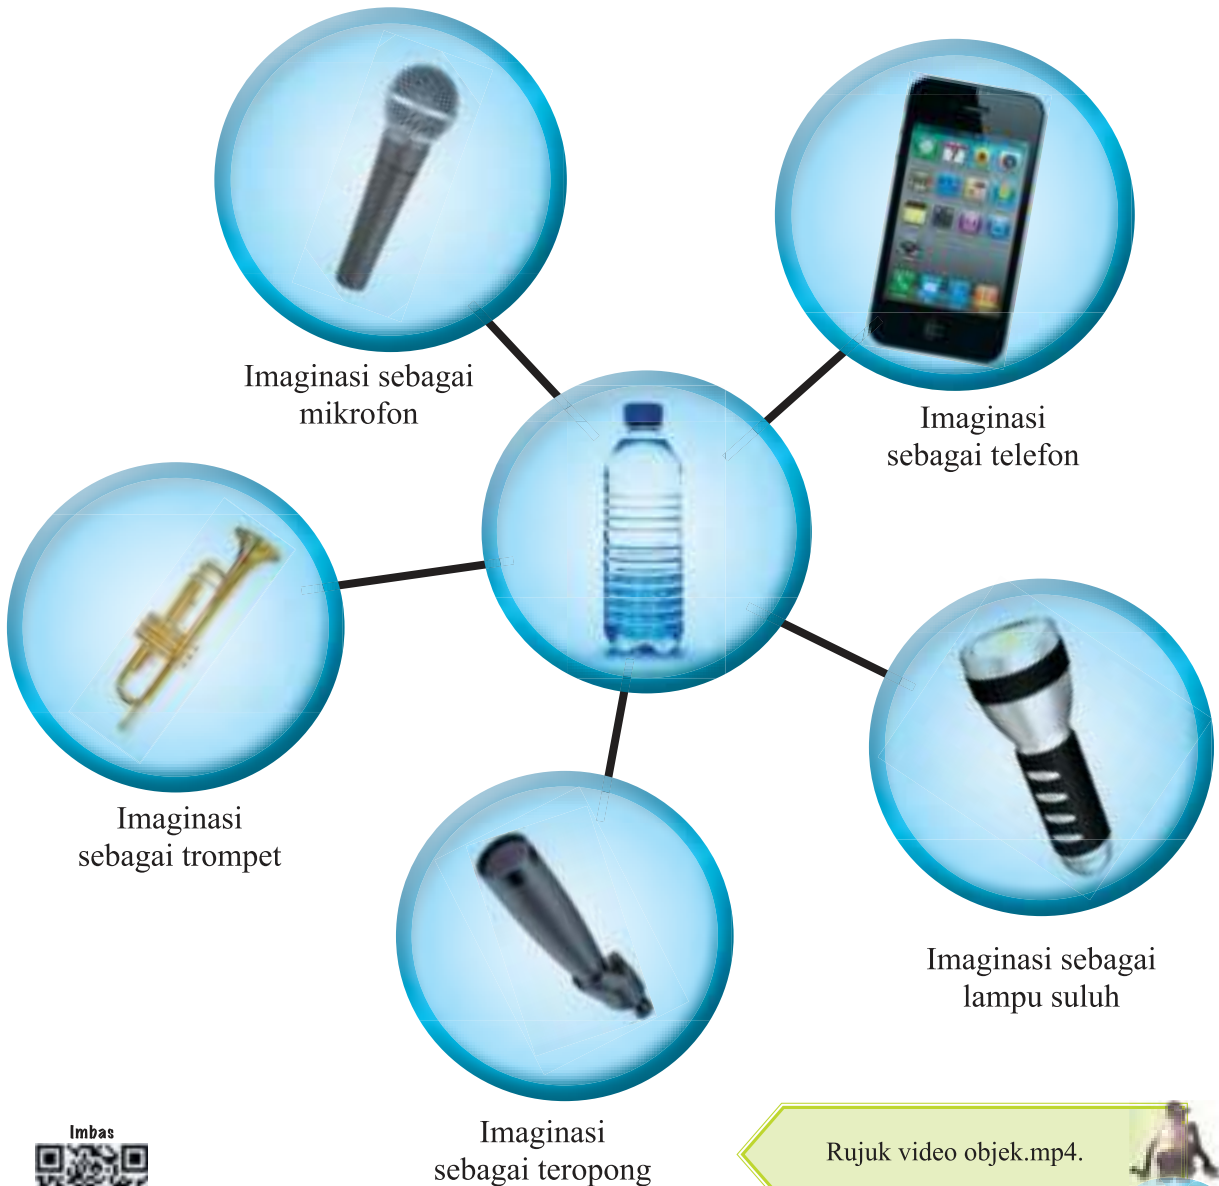 Imaginasi sebagai
mikrofon
Imaginasi
sebagai telefon
Imaginasi
sebagai trompet
Imaginasi sebagai
lampu suluh
Imaginasi
sebagai teropong
Imbas
Rujuk video objek.mp4.